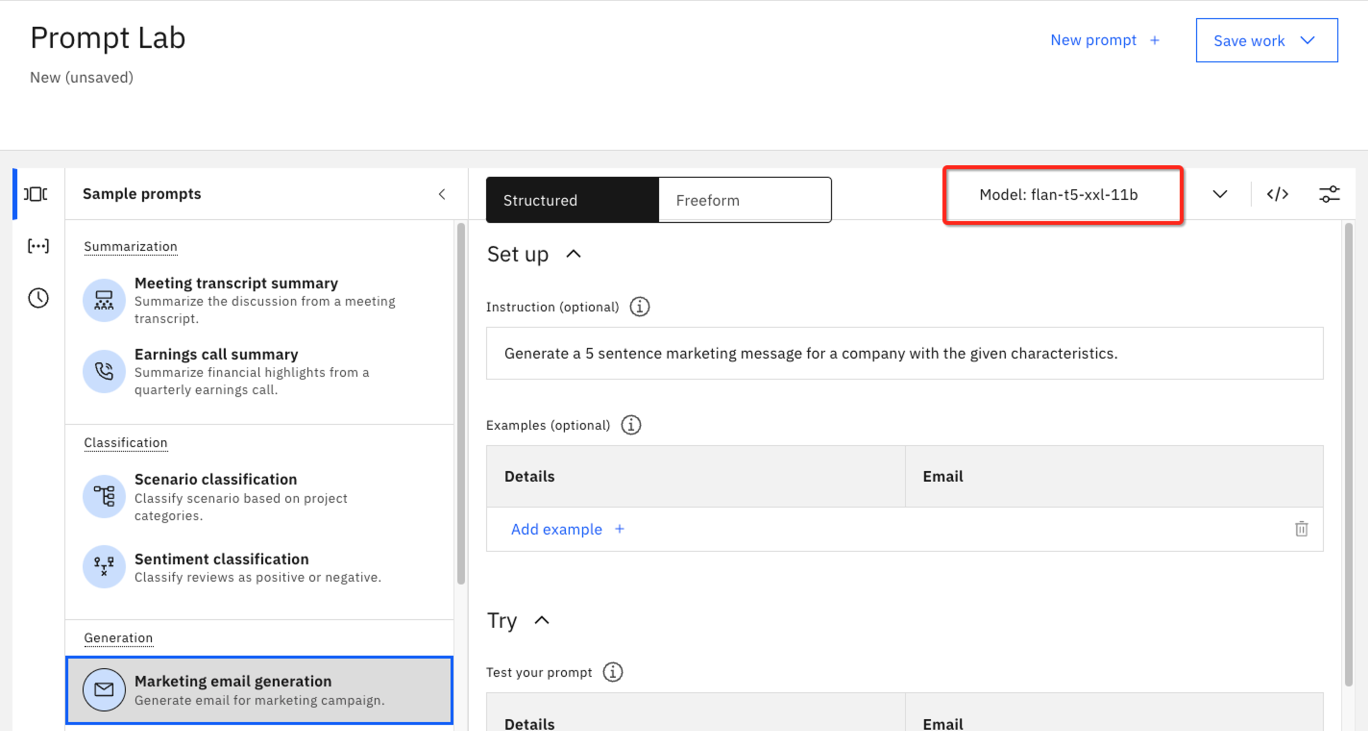 Prompt Lab
New (unsaved)
New prompt +
Save work
Sample prompts
Summarization
Meeting transcript summary
Summarize the discussion from a meeting
transcript.
Earnings call summary
Summarize financial highlights from a
quarterly earnings call.
Classification
Scenario classification
Classify scenario based on project
categories.
Sentiment classification
Classify reviews as positive or negative.
Generation
Marketing email generation
Generate email for marketing campaign.
Structured
Freeform
Model: flan-t5-xxl-11b
Set up
Instruction (optional)
Generate a 5 sentence marketing message for a company with the given characteristics.
Examples (optional)
Details
Email
Add example +
Try
Test your prompt
Details
Email